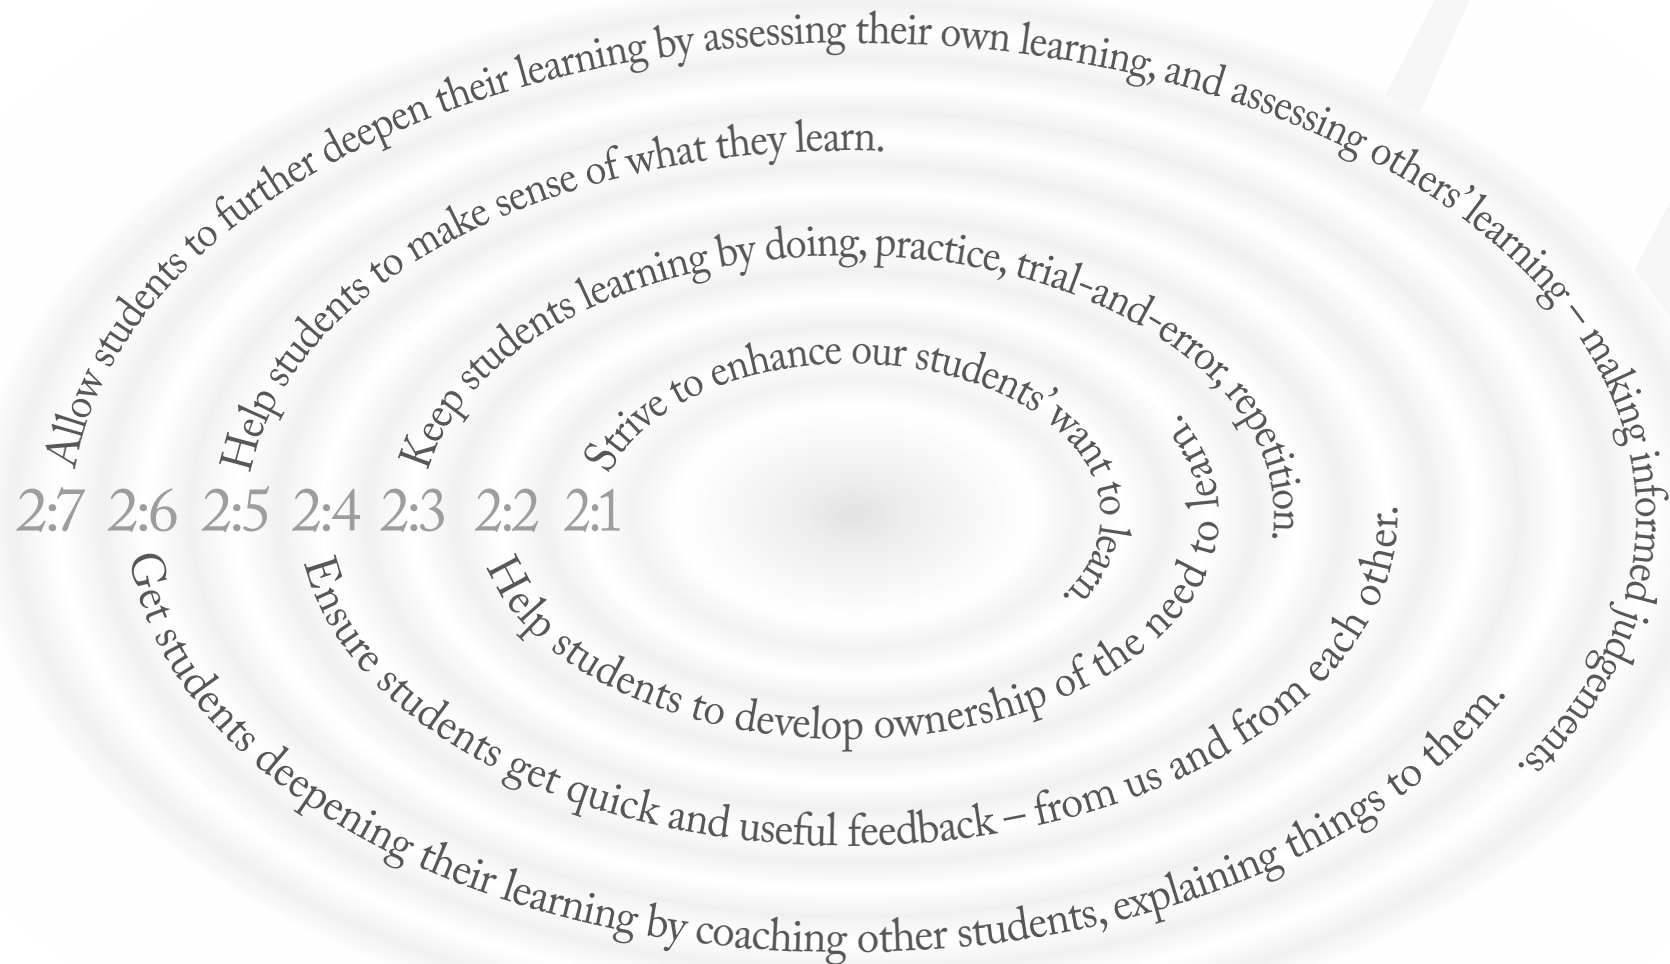 Allow students to further deepen their learning by assessing their own learning, and assessing others' learning – making informed judgements.
Help students to make sense of what they learn.
Keep students learning by doing, practice, trial-and-error, repetition.
Strive to enhance our students' want to learn.
2:7 2:6 2:5 2:4 2:3 2:2 2:1
Help students to develop ownership of the need to learn.
Ensure students get quick and useful feedback – from us and from each other.
Get students deepening their learning by coaching other students, explaining things to them.